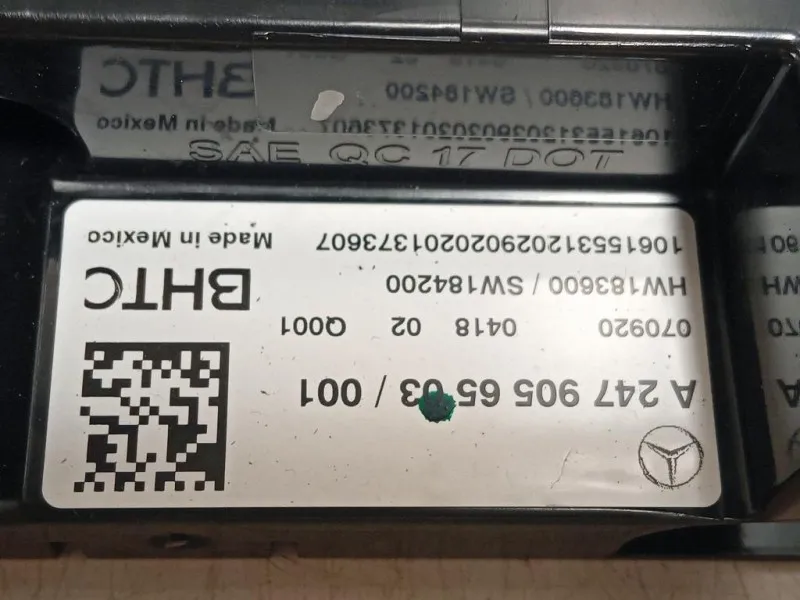 SAE QC 17 DOT
A 247 905 65 03 / 001
070920 0418 02 Q001
HW183600 / SW184200
BHTC
106155312029020201373607
Made in Mexico